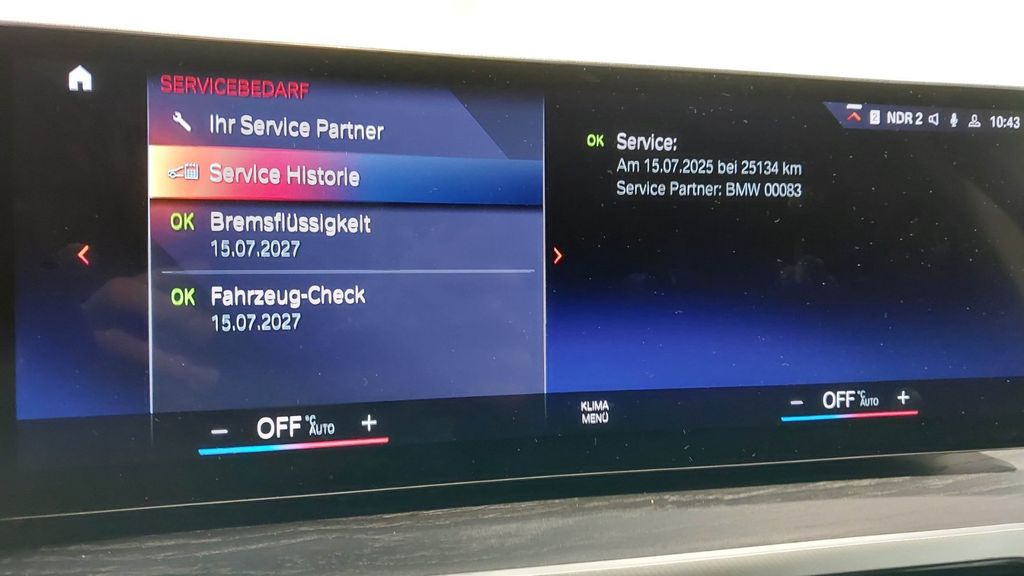 SERVICEBEDARF
Ihr Service Partner
Service Historie
OK Bremsflüssigkeit
15.07.2027
OK Fahrzeug-Check
15.07.2027
NDR 2 10:43
OK Service:
Am 15.07.2025 bei 25134 km
Service Partner: BMW 00083
− OFF °C AUTO +
KLIMA
MENÜ
− OFF °C AUTO +